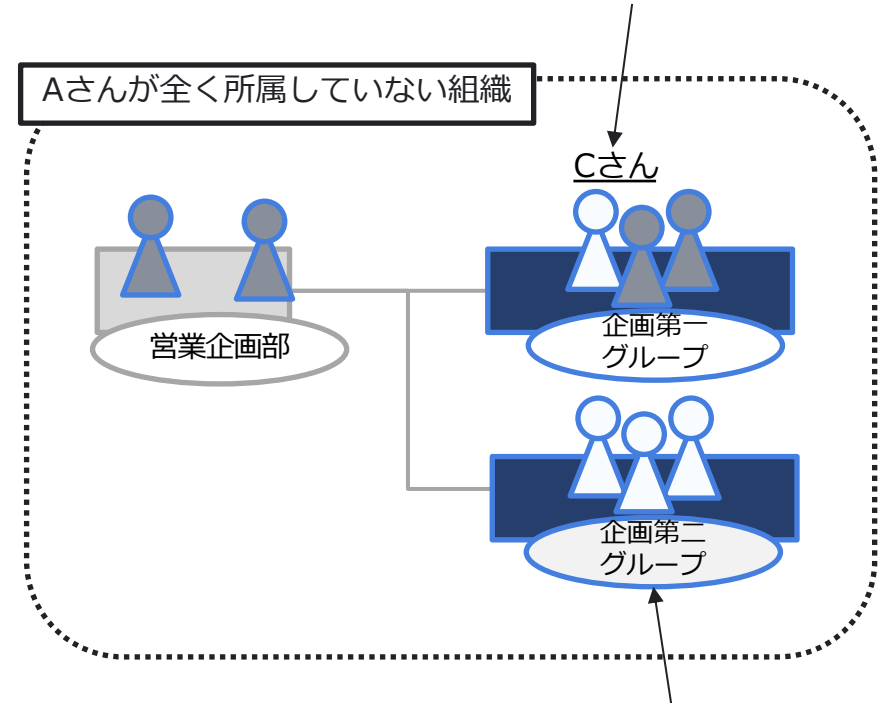 Aさんが全く所属していない組織
Cさん
営業企画部
企画第一
グループ
企画第二
グループ